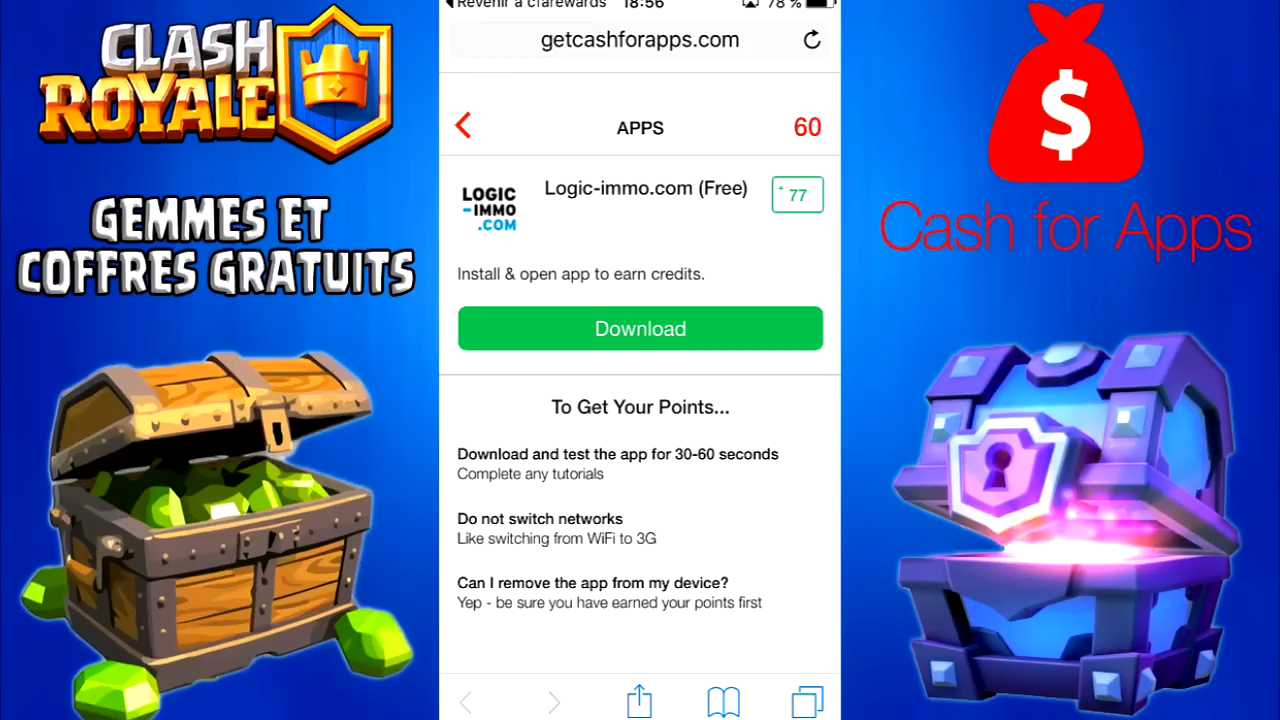 CLASH
ROYALE
GEMMES ET
COFFRES GRATUITS
Revenir à cfarewards 18:56 78 %
getcashforapps.com
APPS 60
LOGIC
-IMMO
.COM
Logic-immo.com (Free) +77
Install & open app to earn credits.
Download
To Get Your Points...
Download and test the app for 30-60 seconds
Complete any tutorials
Do not switch networks
Like switching from WiFi to 3G
Can I remove the app from my device?
Yep - be sure you have earned your points first
$
Cash for Apps